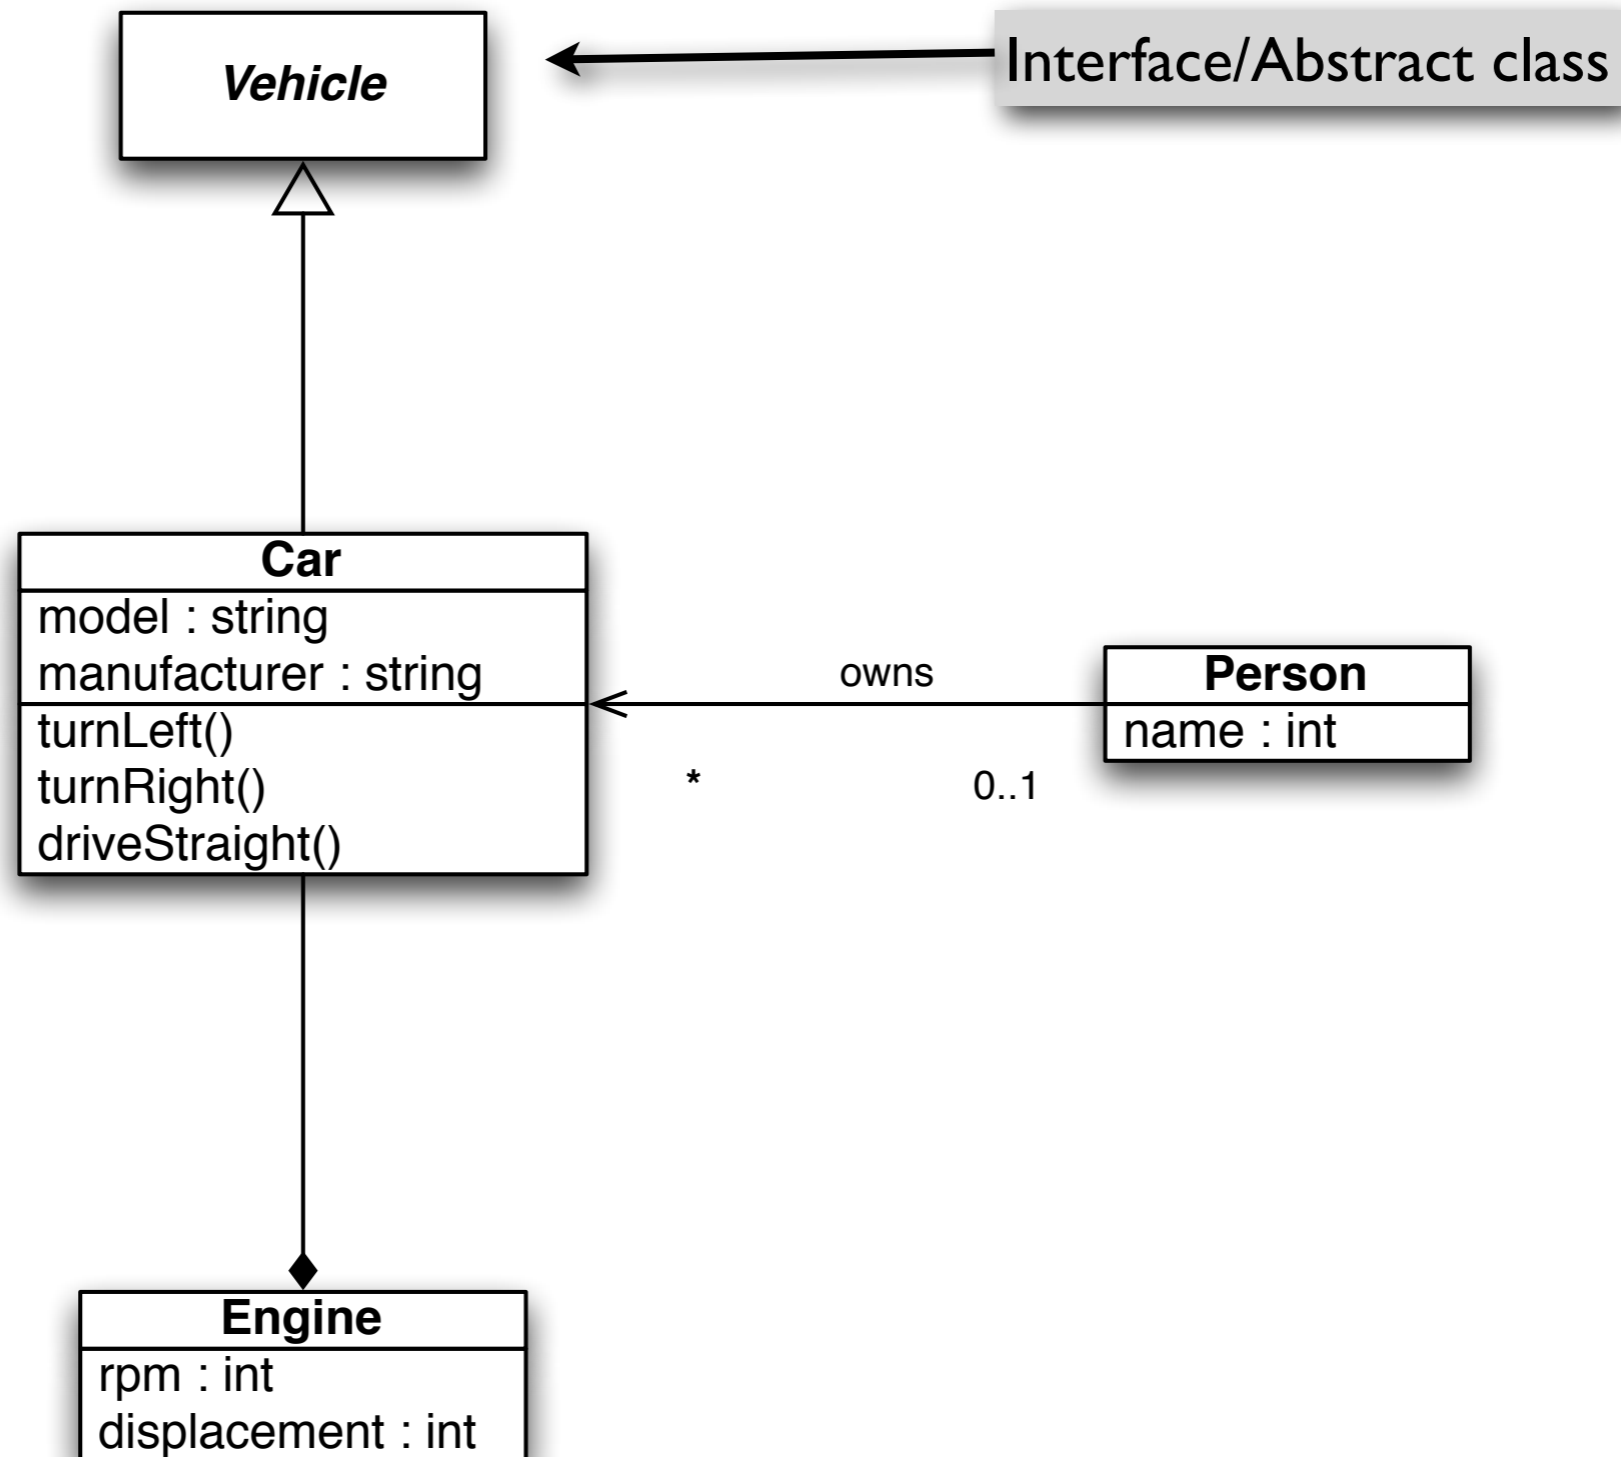 Vehicle
Interface/Abstract class
Car
model : string
manufacturer : string
turnLeft()
turnRight()
driveStraight()
owns
*
0..1
Person
name : int
Engine
rpm : int
displacement : int